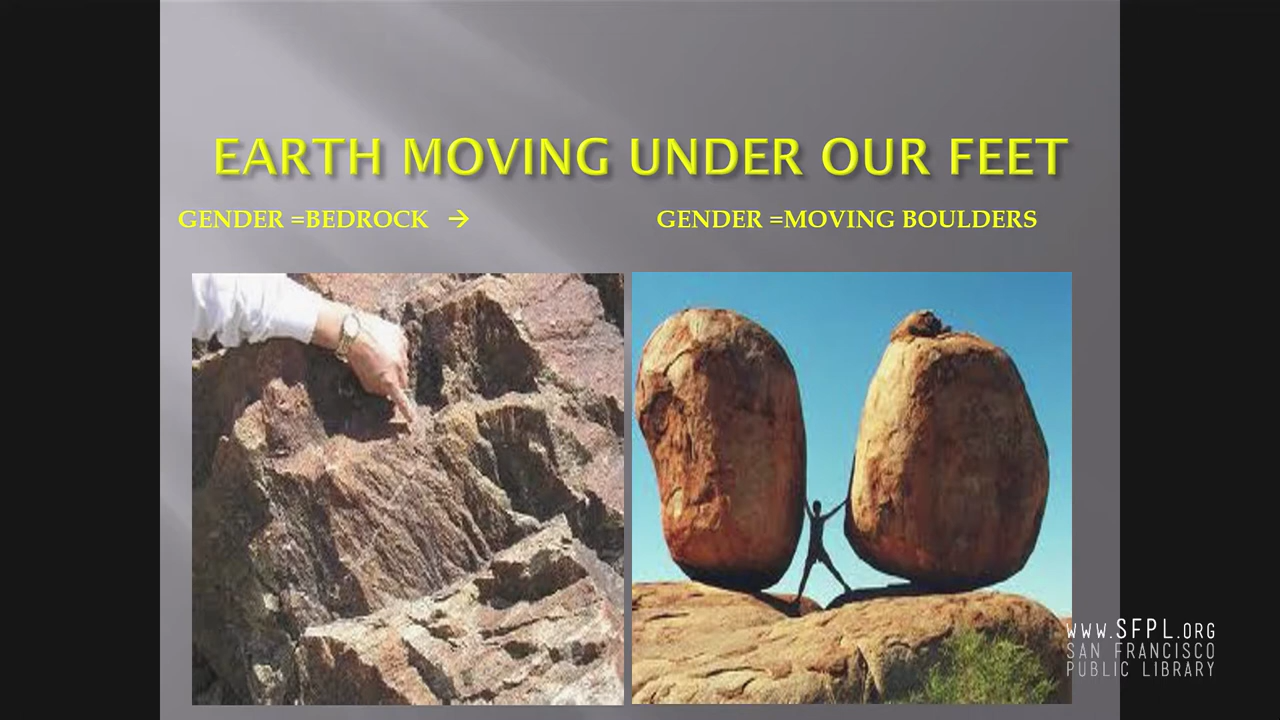 EARTH MOVING UNDER OUR FEET
GENDER =BEDROCK →
GENDER =MOVING BOULDERS
WWW.SFPL.ORG
SAN FRANCISCO
PUBLIC LIBRARY